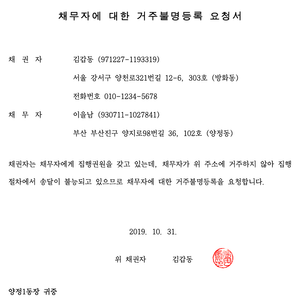 채무자에 대한 거주불명등록 요청서
채 권 자 김갑동 (971227-1193319)
서울 강서구 양천로321번길 12-6, 303호 (방화동)
전화번호 010-1234-5678
채 무 자 이을남 (930711-1027841)
부산 부산진구 양지로98번길 36, 102호 (양정동)
채권자는 채무자에게 집행권원을 갖고 있는데, 채무자가 위 주소에 거주하지 않아 집행
절차에서 송달이 불능되고 있으므로 채무자에 대한 거주불명등록을 요청합니다.
2019. 10. 31.
위 채권자 김갑동
양정1동장 귀중